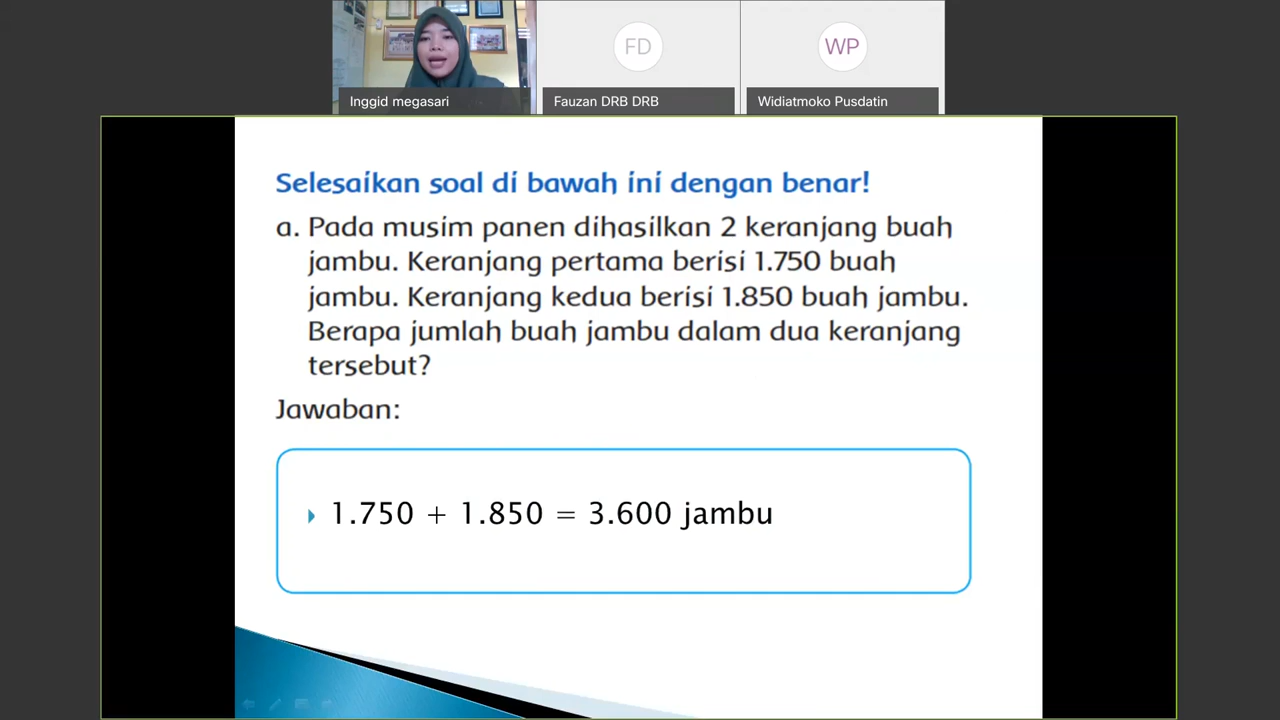 FD
WP
Inggid megasari
Fauzan DRB DRB
Widiatmoko Pusdatin
Selesaikan soal di bawah ini dengan benar!
a. Pada musim panen dihasilkan 2 keranjang buah
jambu. Keranjang pertama berisi 1.750 buah
jambu. Keranjang kedua berisi 1.850 buah jambu.
Berapa jumlah buah jambu dalam dua keranjang
tersebut?
Jawaban:
1.750 + 1.850 = 3.600 jambu